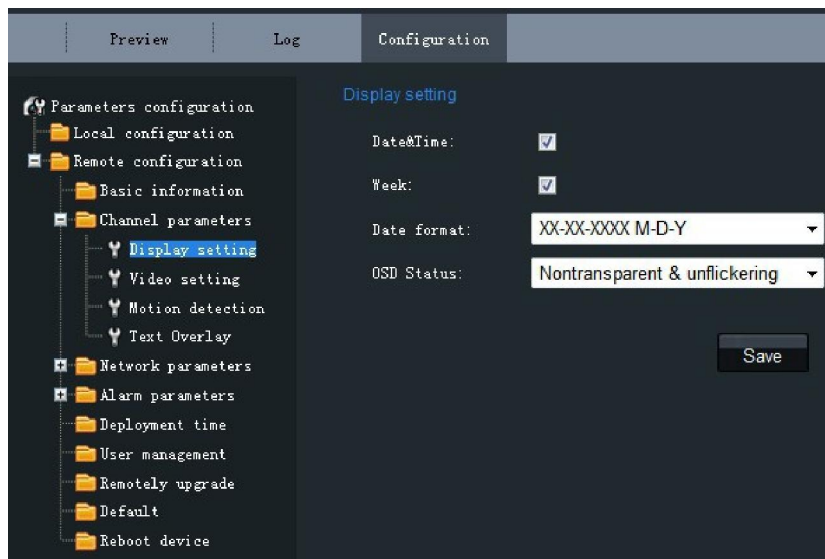 Preview
Log
Configuration
Parameters configuration
Local configuration
Remote configuration
Basic information
Channel parameters
Display setting
Video setting
Motion detection
Text Overlay
Network parameters
Alarm parameters
Deployment time
User management
Remotely upgrade
Default
Reboot device
Display setting
Date&Time:
Week:
Date format:
XX-XX-XXXX M-D-Y
OSD Status:
Nontransparent & unflickering
Save